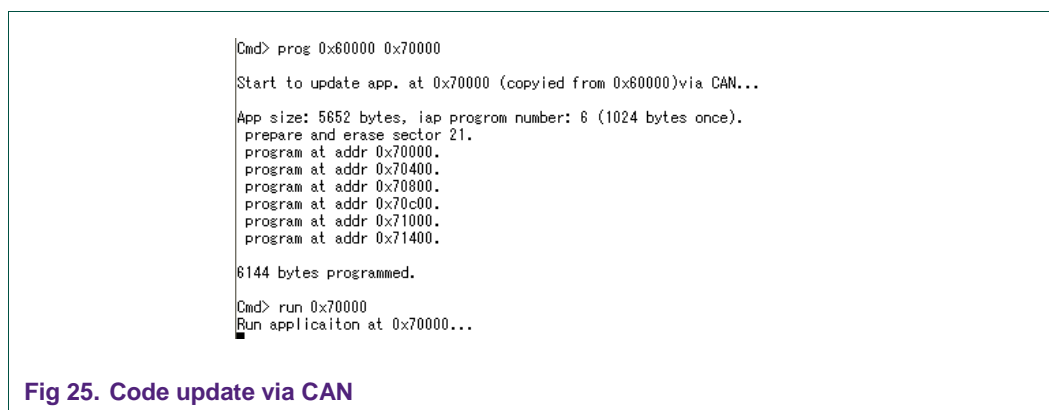 Cmd> prog 0x60000 0x70000
Start to update app. at 0x70000 (copyied from 0x60000)via CAN...
App size: 5652 bytes, iap progrom number: 6 (1024 bytes once).
prepare and erase sector 21.
program at addr 0x70000.
program at addr 0x70400.
program at addr 0x70800.
program at addr 0x70c00.
program at addr 0x71000.
program at addr 0x71400.
6144 bytes programmed.
Cmd> run 0x70000
Run applicaiton at 0x70000...
Fig 25. Code update via CAN